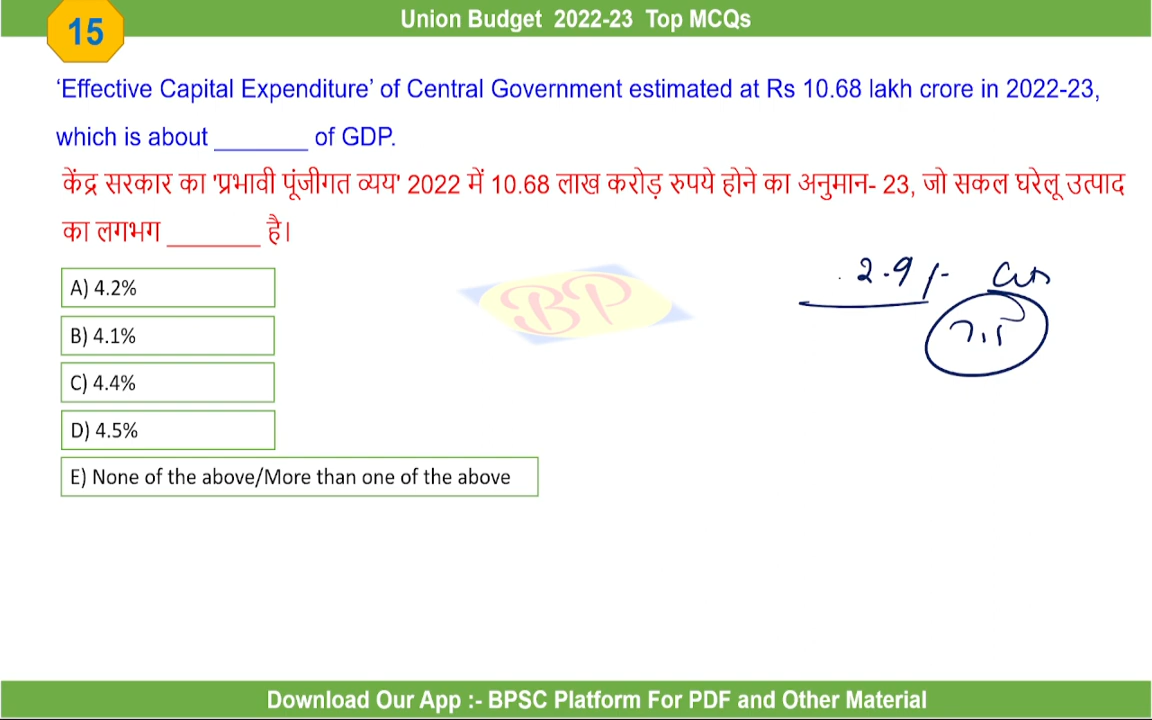 Union Budget 2022-23 Top MCQs
15
‘Effective Capital Expenditure’ of Central Government estimated at Rs 10.68 lakh crore in 2022-23,
which is about _______ of GDP.
केंद्र सरकार का 'प्रभावी पूंजीगत व्यय' 2022 में 10.68 लाख करोड़ रुपये होने का अनुमान- 23, जो सकल घरेलू उत्पाद
का लगभग _______ है।
2.9 /-
7.5
A) 4.2%
BP
B) 4.1%
C) 4.4%
D) 4.5%
E) None of the above/More than one of the above
Download Our App :- BPSC Platform For PDF and Other Material